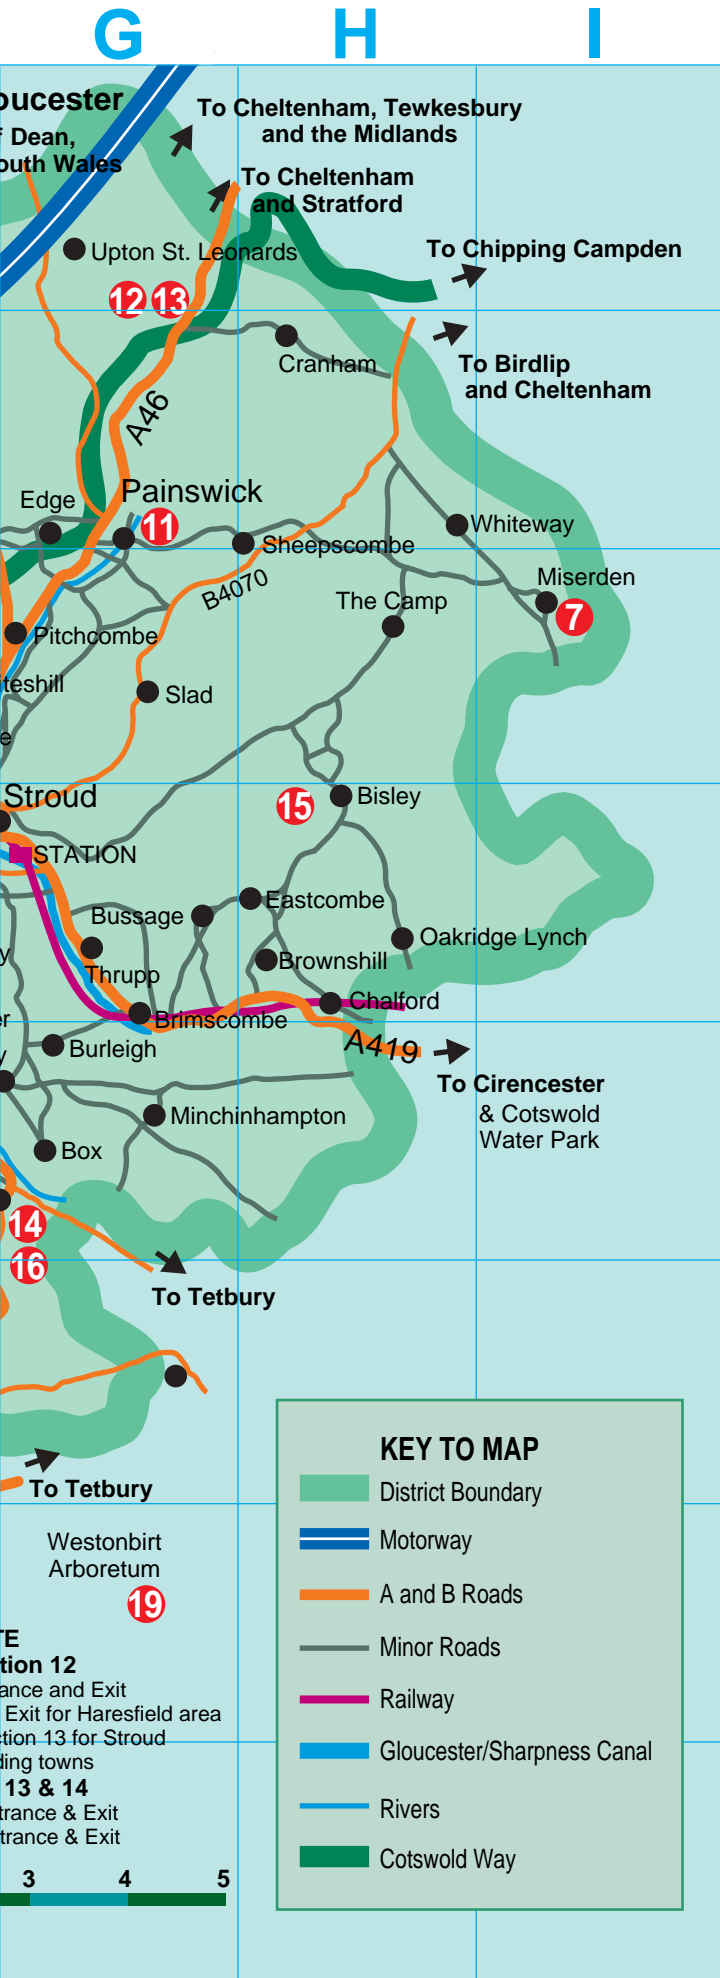 G H I
oucester
f Dean,
outh Wales
To Cheltenham, Tewkesbury
and the Midlands
To Cheltenham
and Stratford
Upton St. Leonards
To Chipping Campden
12 13
Cranham
To Birdlip
and Cheltenham
A46
Edge
Painswick
11
Whiteway
Sheepscombe
B4070
Miserden
7
The Camp
Pitchcombe
iteshill
Slad
e
Stroud
15
Bisley
STATION
Eastcombe
Bussage
Oakridge Lynch
y
Brownshill
Thrupp
Chalford
er
Brimscombe
A419
y
Burleigh
To Cirencester
& Cotswold
Water Park
Minchinhampton
Box
14
16
To Tetbury
To Tetbury
KEY TO MAP
District Boundary
Motorway
A and B Roads
Minor Roads
Railway
Gloucester/Sharpness Canal
Rivers
Cotswold Way
Westonbirt
Arboretum
19
TE
tion 12
ance and Exit
Exit for Haresfield area
ction 13 for Stroud
ding towns
13 & 14
trance & Exit
trance & Exit
3 4 5